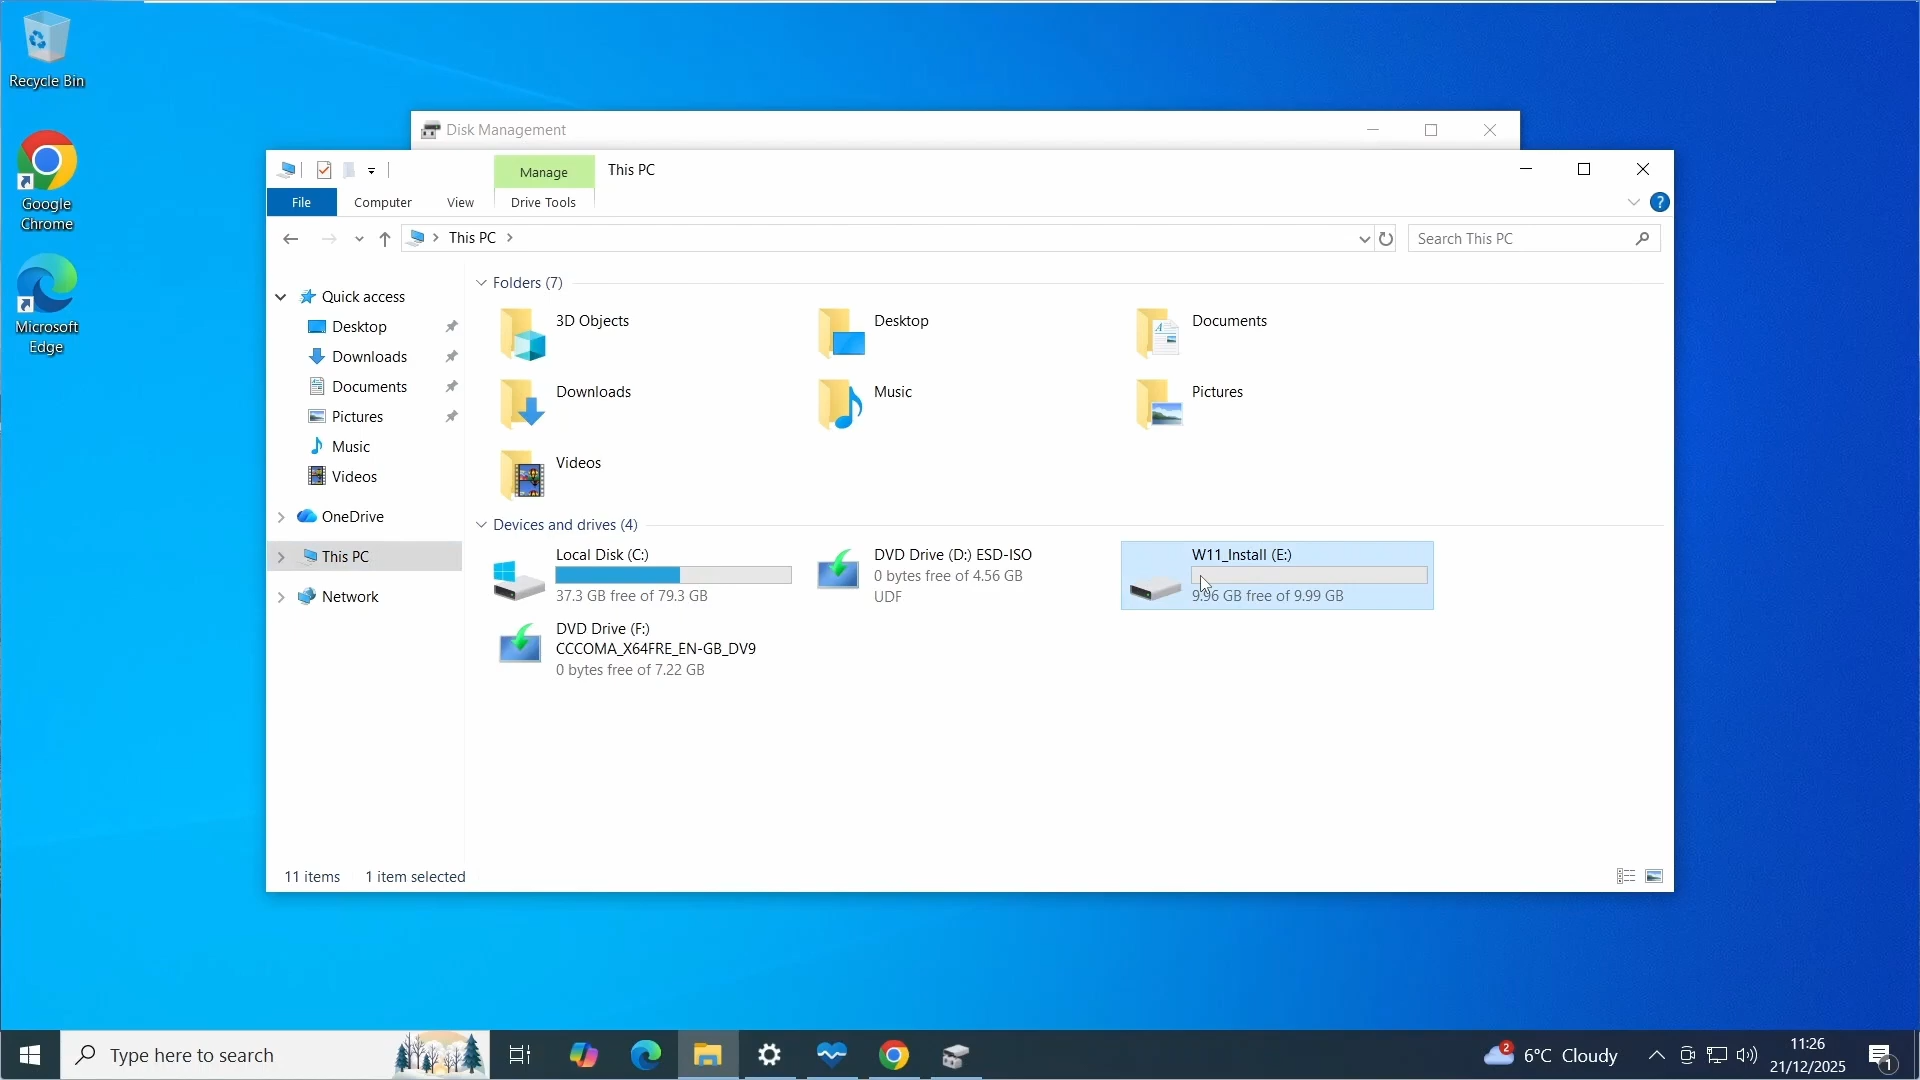 Recycle Bin
Google
Chrome
Microsoft
Edge
Disk Management
Manage
This PC
File
Computer
View
Drive Tools
?
This PC
Search This PC
Quick access
Desktop
Downloads
Documents
Pictures
Music
Videos
OneDrive
This PC
Network
Folders (7)
3D Objects
Desktop
Documents
Downloads
Music
Pictures
Videos
Devices and drives (4)
Local Disk (C:)
37.3 GB free of 79.3 GB
DVD Drive (D:) ESD-ISO
0 bytes free of 4.56 GB
UDF
W11_Install (E:)
9.96 GB free of 9.99 GB
DVD Drive (F:)
CCCOMA_X64FRE_EN-GB_DV9
0 bytes free of 7.22 GB
11 items
1 item selected
Type here to search
2
6°C Cloudy
11:26
21/12/2025
1